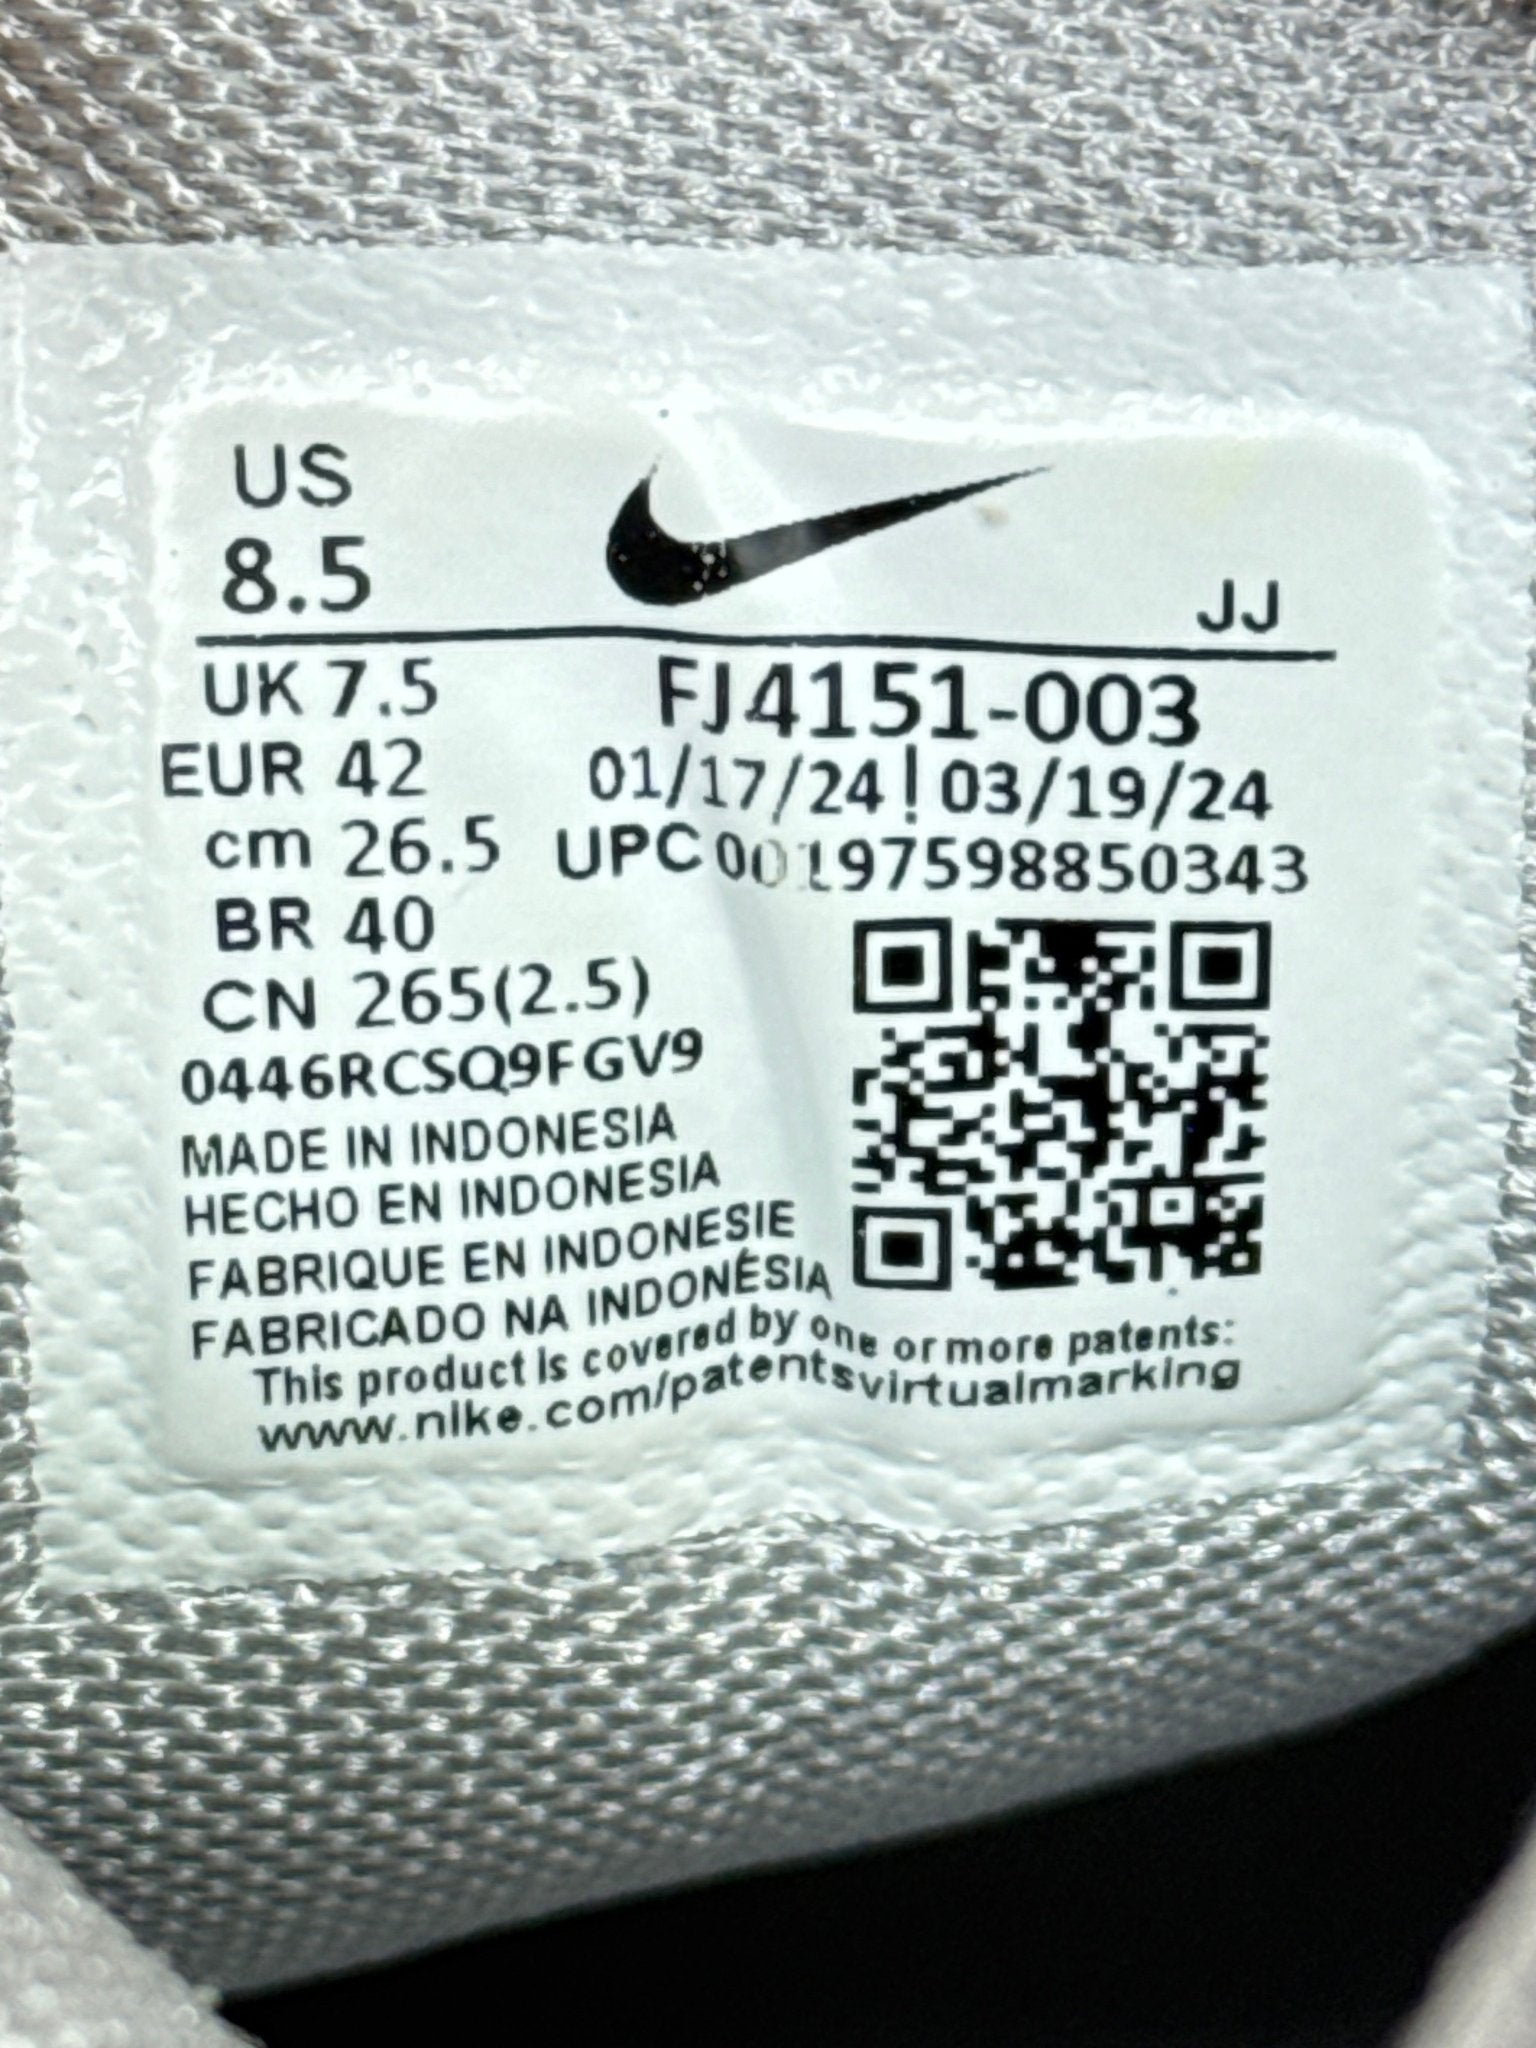 US
8.5
JJ
UK 7.5
FJ4151-003
EUR 42
01/17/24 ! 03/19/24
cm 26.5
UPC 00197598850343
BR 40
CN 265(2.5)
0446RCSQ9FGV9
MADE IN INDONESIA
HECHO EN INDONESIA
FABRIQUE EN INDONESIE
FABRICADO NA INDONÉSIA
This product is covered by one or more patents:
www.nike.com/patentsvirtualmarking